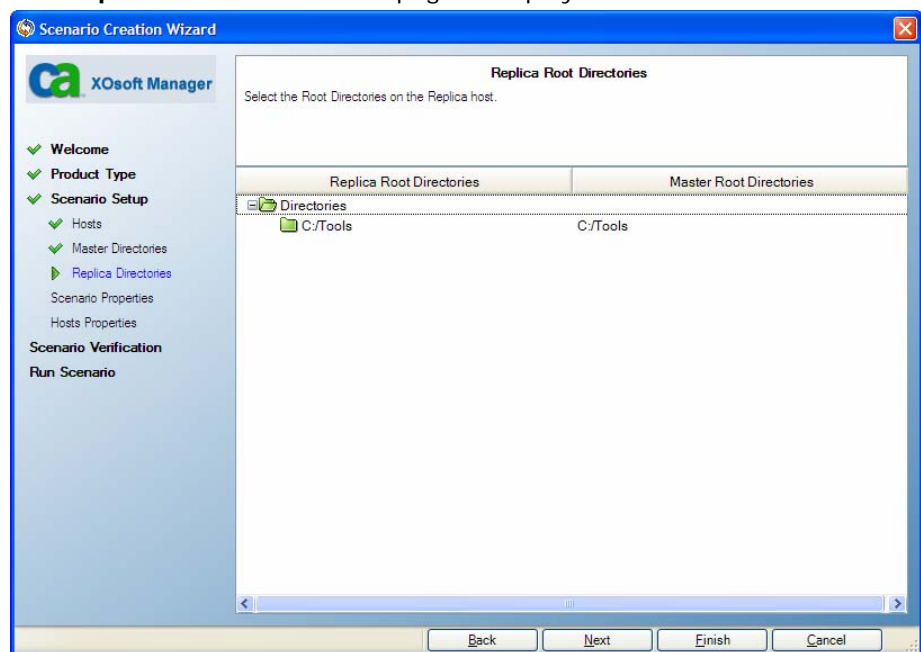 Scenario Creation Wizard
ca XOsoft Manager
Replica Root Directories
Select the Root Directories on the Replica host.
Welcome
Product Type
Scenario Setup
Hosts
Master Directories
Replica Directories
Scenario Properties
Hosts Properties
Scenario Verification
Run Scenario
Replica Root Directories Master Root Directories
Directories
C:/Tools C:/Tools
Back Next Finish Cancel